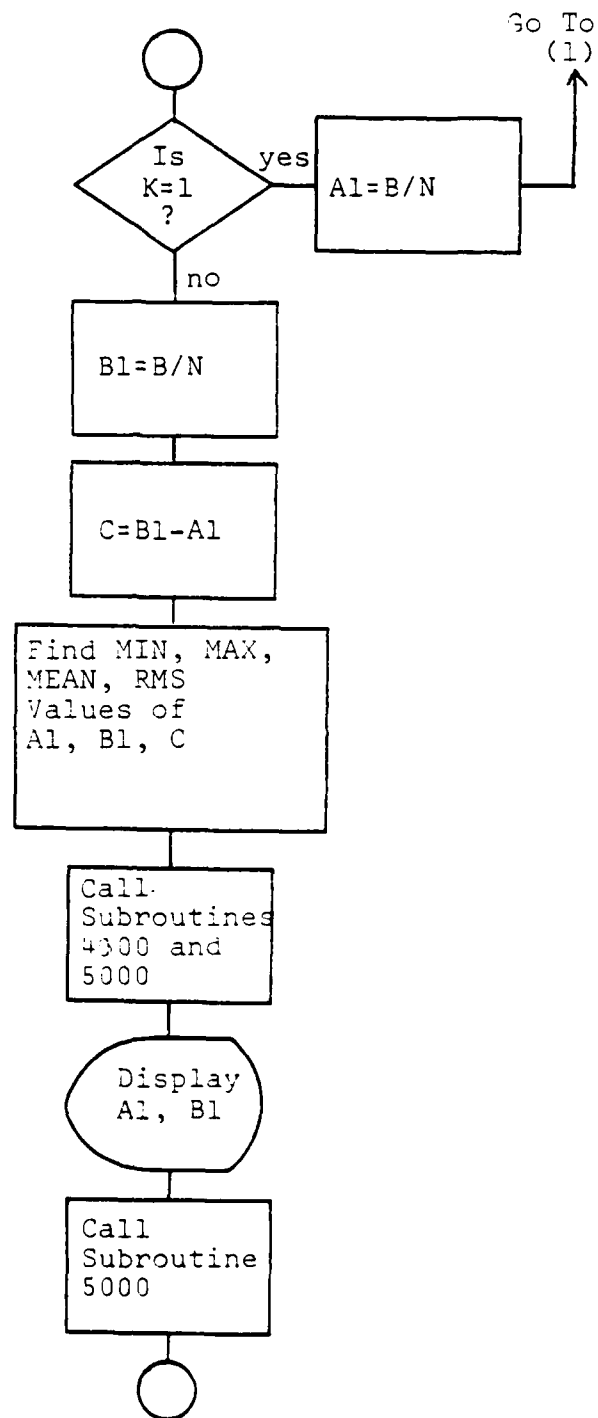 Go To
(1)
Is
K=1
?
yes
A1=B/N
no
B1=B/N
C=B1-A1
Find MIN, MAX,
MEAN, RMS
Values of
A1, B1, C
Call
Subroutines
and
5000
Display
A1, B1
Call
Subroutine
5000